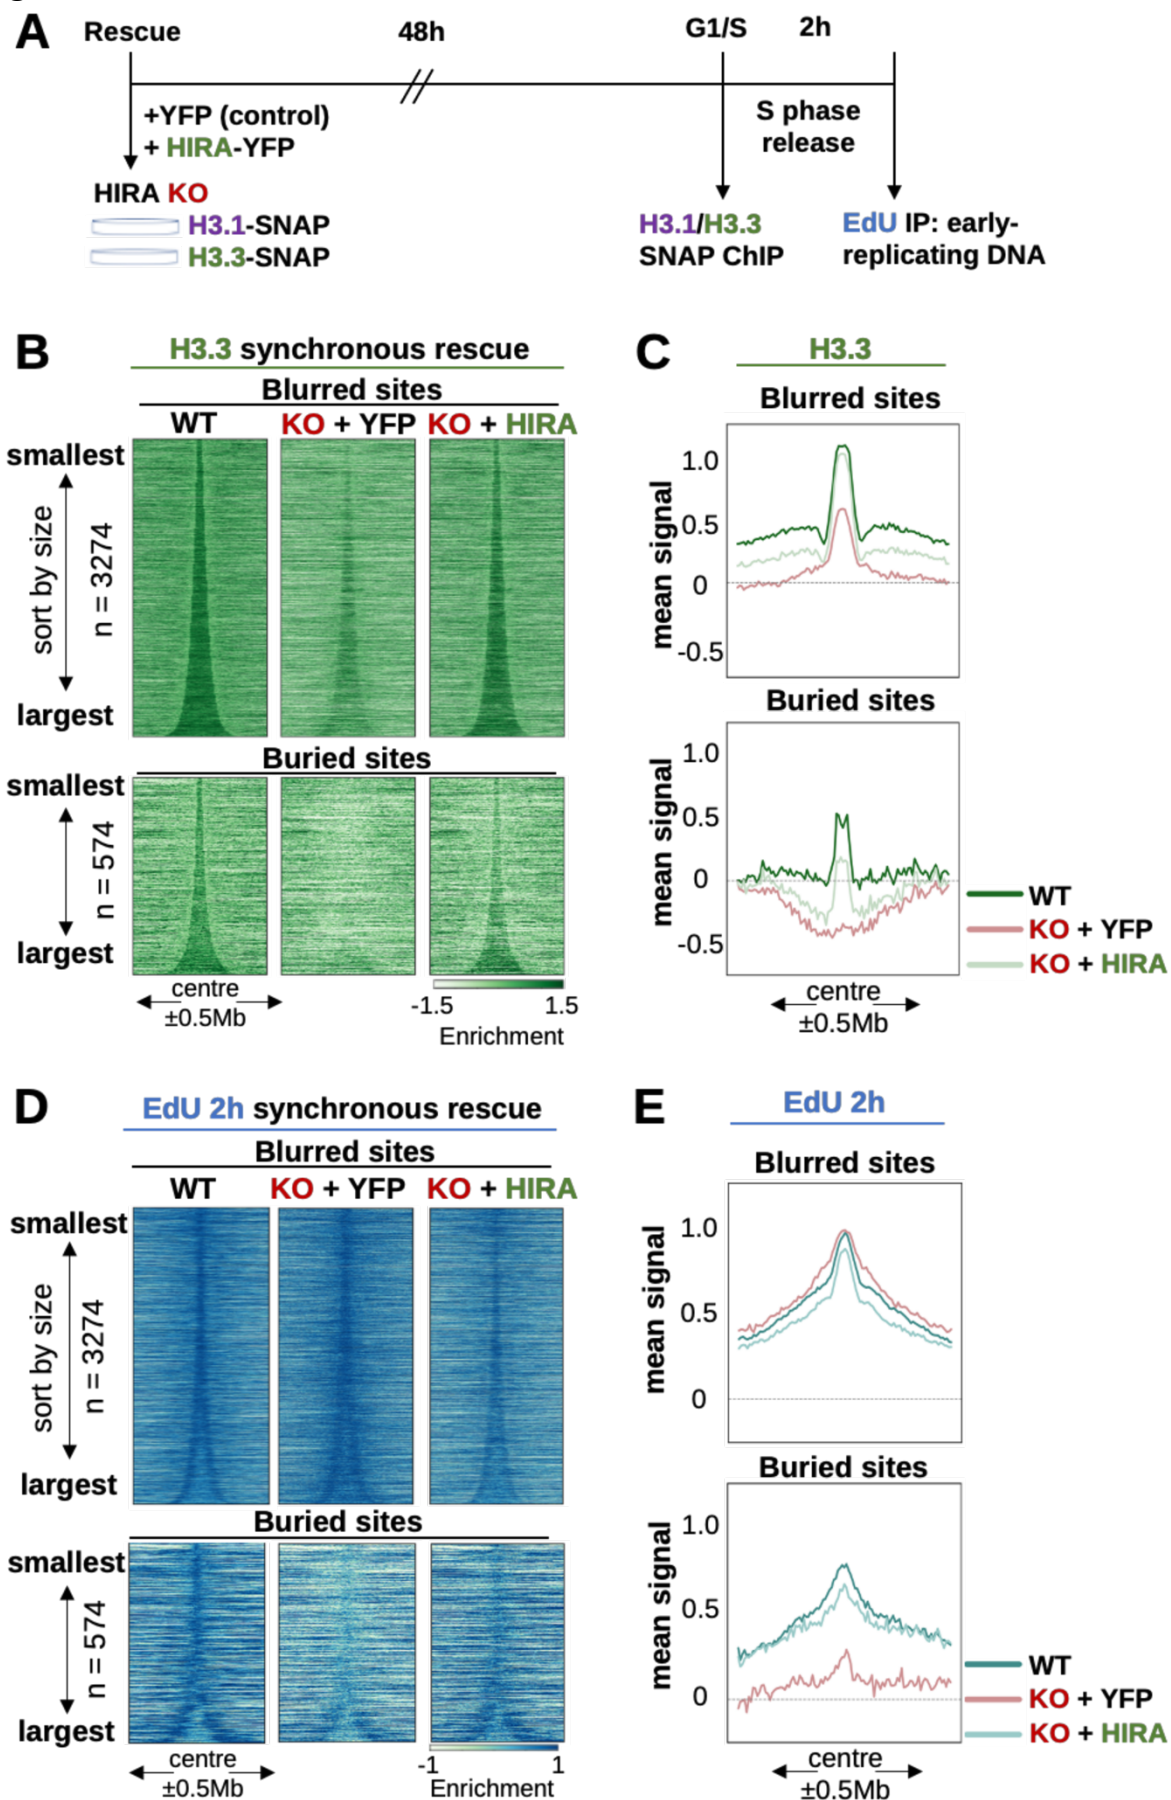 A
Rescue 48h G1/S 2h
+YFP (control)
+ HIRA-YFP
S phase
release
HIRA KO
H3.1-SNAP
H3.3-SNAP
H3.1/H3.3
SNAP ChIP
EdU IP: early-
replicating DNA
B
H3.3 synchronous rescue
Blurred sites
WT KO + YFP KO + HIRA
smallest
sort by size
n = 3274
largest
Buried sites
smallest
n = 574
largest
centre
±0.5Mb
-1.5 1.5
Enrichment
C
H3.3
Blurred sites
mean signal
1.0
0.5
0
-0.5
Buried sites
mean signal
1.0
0.5
0
-0.5
WT
KO + YFP
KO + HIRA
centre
±0.5Mb
D
EdU 2h synchronous rescue
Blurred sites
WT KO + YFP KO + HIRA
smallest
sort by size
n = 3274
largest
Buried sites
smallest
n = 574
largest
centre
±0.5Mb
-1 1
Enrichment
E
EdU 2h
Blurred sites
mean signal
1.0
0.5
0
Buried sites
mean signal
1.0
0.5
0
WT
KO + YFP
KO + HIRA
centre
±0.5Mb